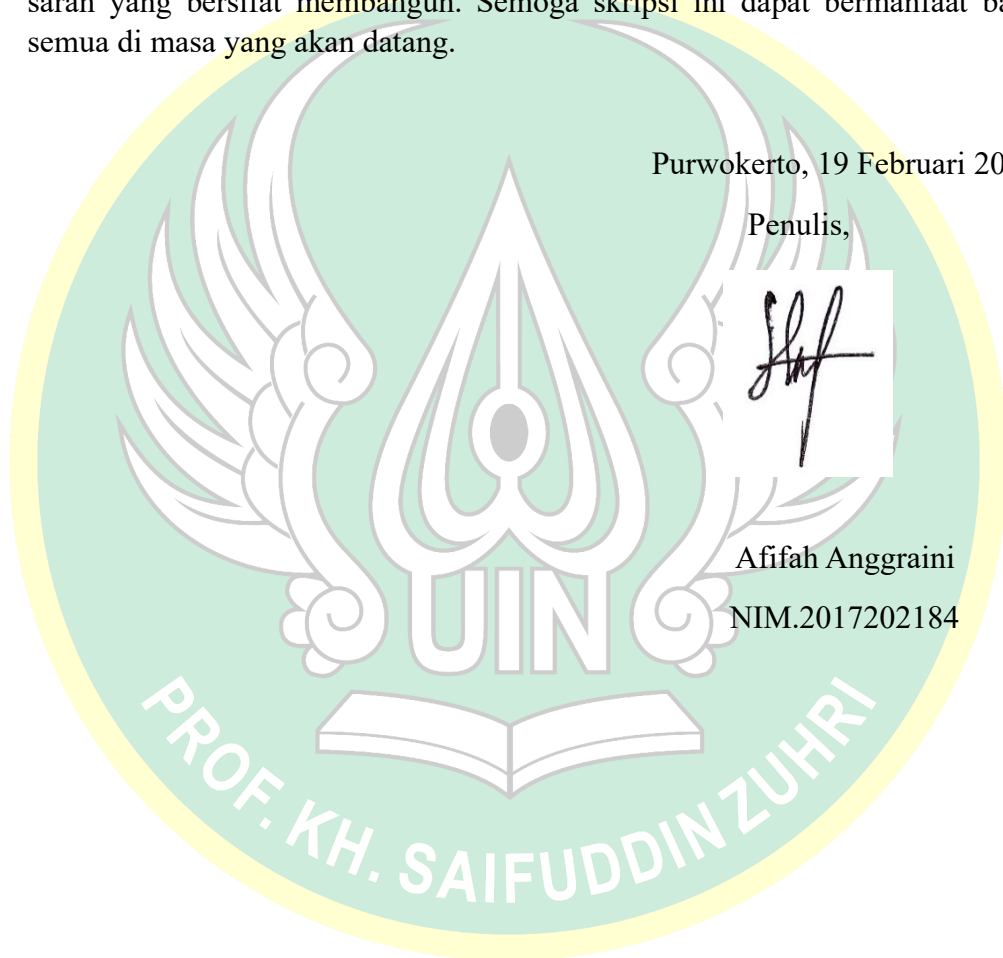 saran yang bersifat membangun. Semoga skripsi ini dapat bermanfaat ba
semua di masa yang akan datang.
Purwokerto, 19 Februari 20
Penulis,
Afifah Anggraini
NIM.2017202184
UIN
PROF. KH. SAIFUDDIN ZUHRI